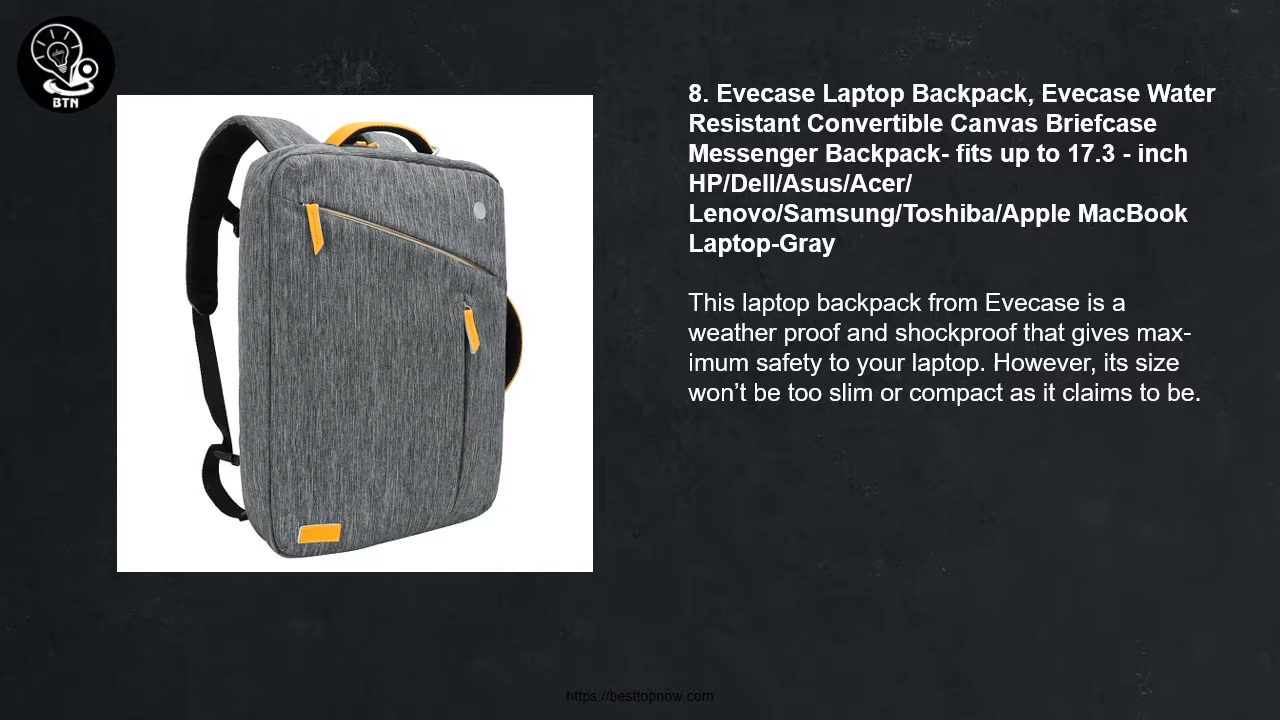 BTN
8. Evecase Laptop Backpack, Evecase Water
Resistant Convertible Canvas Briefcase
Messenger Backpack- fits up to 17.3 - inch
HP/Dell/Asus/Acer/
Lenovo/Samsung/Toshiba/Apple MacBook
Laptop-Gray
This laptop backpack from Evecase is a
weather proof and shockproof that gives max-
imum safety to your laptop. However, its size
won’t be too slim or compact as it claims to be.
https://besttopnow.com